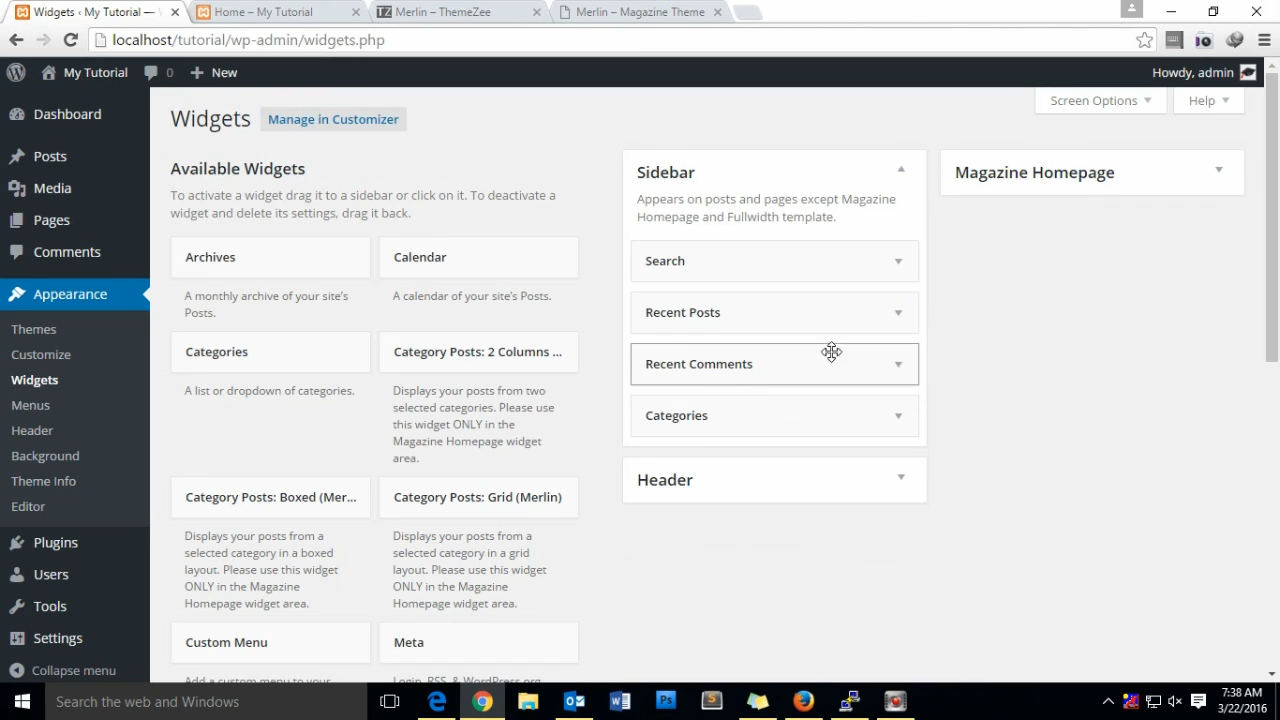 Widgets ‹ My Tutorial —
Home – My Tutorial
Merlin – ThemeZee
Merlin – Magazine Theme
localhost/tutorial/wp-admin/widgets.php
My Tutorial
0
New
Howdy, admin
Dashboard
Posts
Media
Pages
Comments
Appearance
Themes
Customize
Widgets
Menus
Header
Background
Theme Info
Editor
Plugins
Users
Tools
Settings
Collapse menu
Screen Options
Help
Widgets
Manage in Customizer
Available Widgets
To activate a widget drag it to a sidebar or click on it. To deactivate a
widget and delete its settings, drag it back.
Archives
A monthly archive of your site's
Posts.
Calendar
A calendar of your site's Posts.
Categories
A list or dropdown of categories.
Category Posts: 2 Columns ...
Displays your posts from two
selected categories. Please use
this widget ONLY in the
Magazine Homepage widget
area.
Category Posts: Boxed (Mer...
Displays your posts from a
selected category in a boxed
layout. Please use this widget
ONLY in the Magazine
Homepage widget area.
Category Posts: Grid (Merlin)
Displays your posts from a
selected category in a grid
layout. Please use this widget
ONLY in the Magazine
Homepage widget area.
Custom Menu
Add a custom menu to your
Meta
Login, RSS, & WordPress.org
Sidebar
Appears on posts and pages except Magazine
Homepage and Fullwidth template.
Search
Recent Posts
Recent Comments
Categories
Header
Magazine Homepage
Search the web and Windows
7:38 AM
3/22/2016